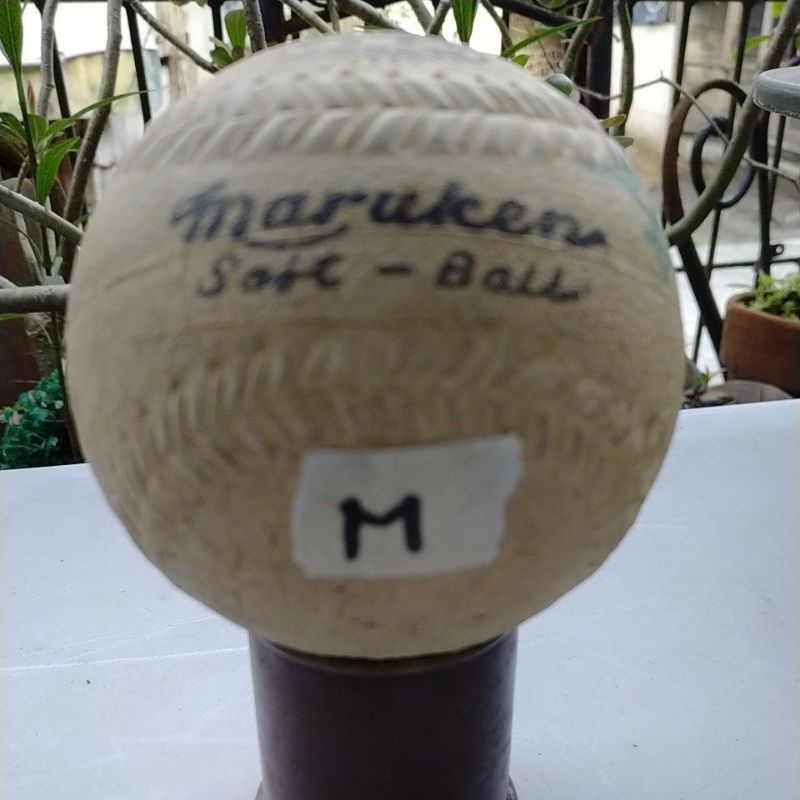 Maruken
Soft - Ball
M